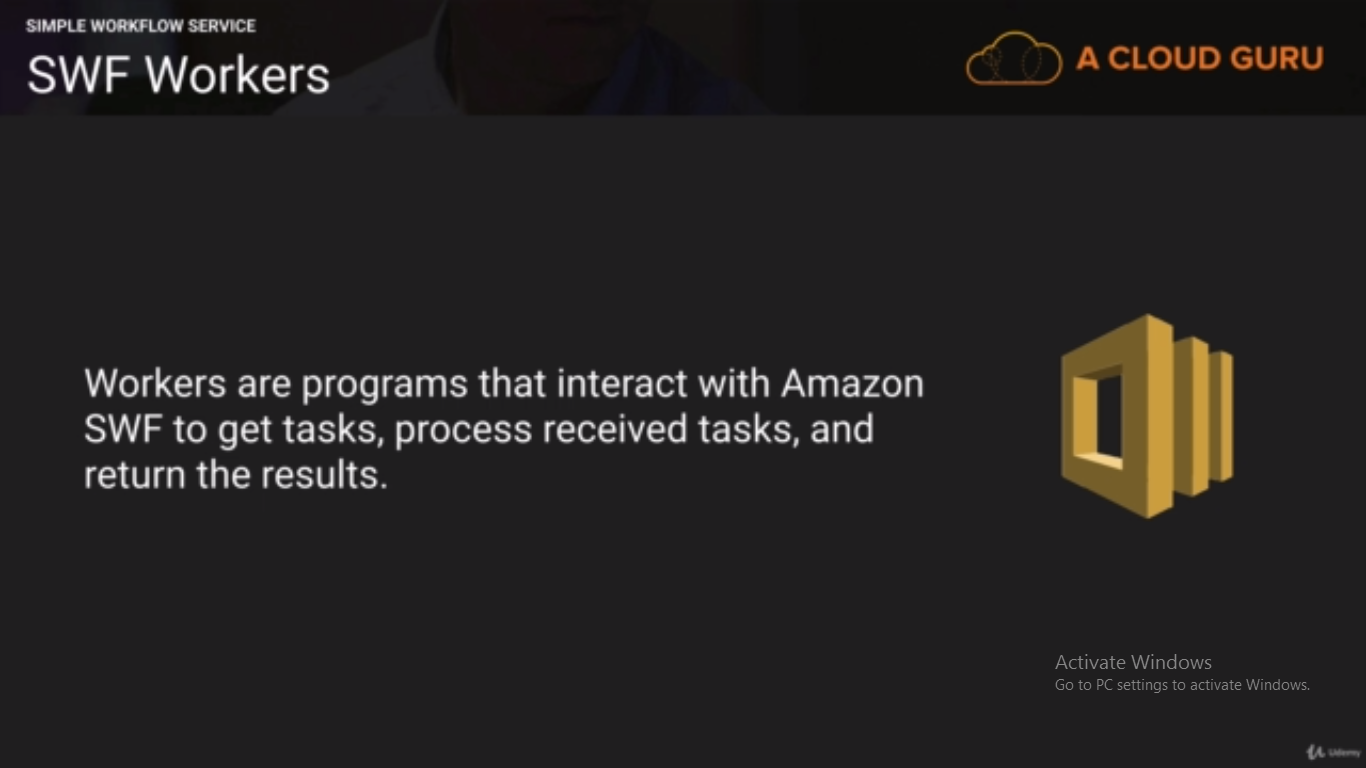 SIMPLE WORKFLOW SERVICE
SWF Workers
A CLOUD GURU
Workers are programs that interact with Amazon
SWF to get tasks, process received tasks, and
return the results.
Activate Windows
Go to PC settings to activate Windows.
Udemy